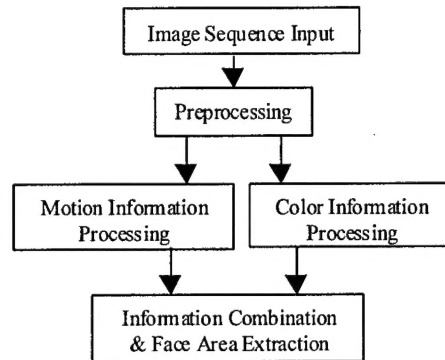 Image Sequence Input
Preprocessing
Motion Information
Processing
Color Information
Processing
Information Combination
& Face Area Extraction